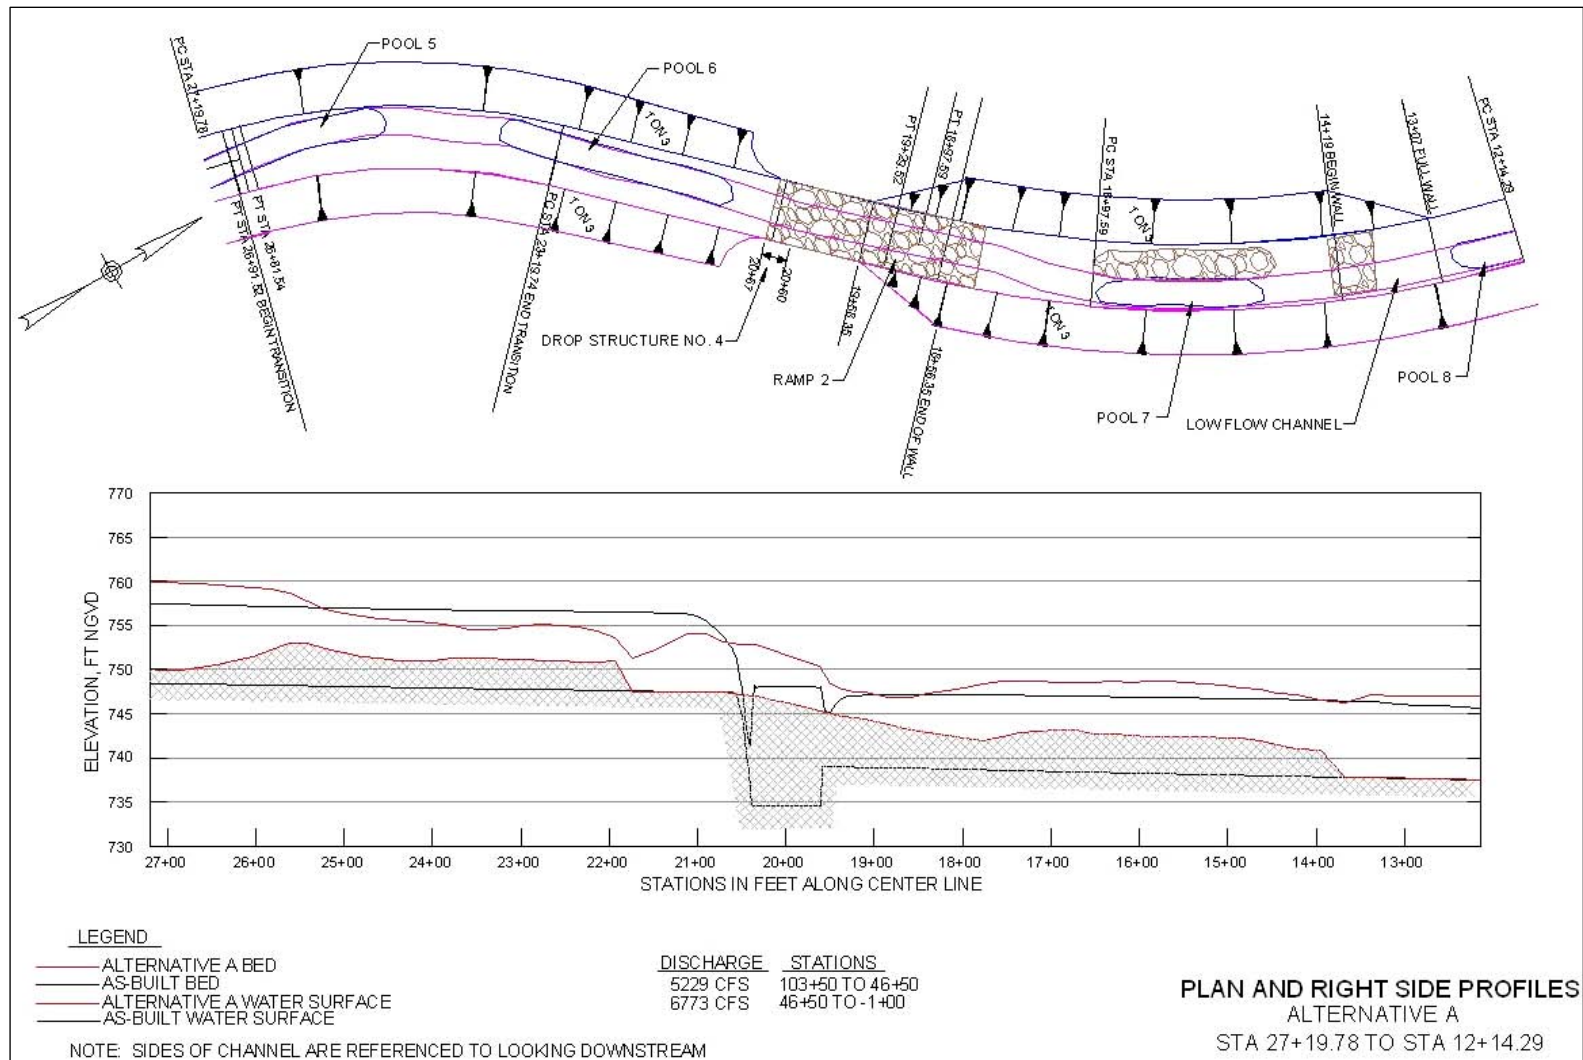 PC STA 27+19.78
POOL 5
POOL 6
1 ON 3
PT 19+29.52
PT 18+97.59
PC STA 16+97.59
1 ON 3
14+19 BEGIN WALL
13+07 FULL WALL
PC STA 12+14.29
PT STA 26+81.54
PT STA 26+91.52 BEGIN TRANSITION
PC STA 23+19.74 END TRANSITION
1 ON 3
20+67
20+60
DROP STRUCTURE NO. 4
RAMP 2
18+56.35 END OF WALL
1 ON 3
POOL 7
LOW FLOW CHANNEL
POOL 8
770
765
760
755
750
745
740
735
730
ELEVATION, FT NGVD
27+00 26+00 25+00 24+00 23+00 22+00 21+00 20+00 19+00 18+00 17+00 16+00 15+00 14+00 13+00
STATIONS IN FEET ALONG CENTER LINE
LEGEND
ALTERNATIVE A BED
AS-BUILT BED
ALTERNATIVE A WATER SURFACE
AS-BUILT WATER SURFACE
DISCHARGE STATIONS
5229 CFS 103+50 TO 46+50
6773 CFS 46+50 TO -1+00
NOTE: SIDES OF CHANNEL ARE REFERENCED TO LOOKING DOWNSTREAM
PLAN AND RIGHT SIDE PROFILES
ALTERNATIVE A
STA 27+19.78 TO STA 12+14.29